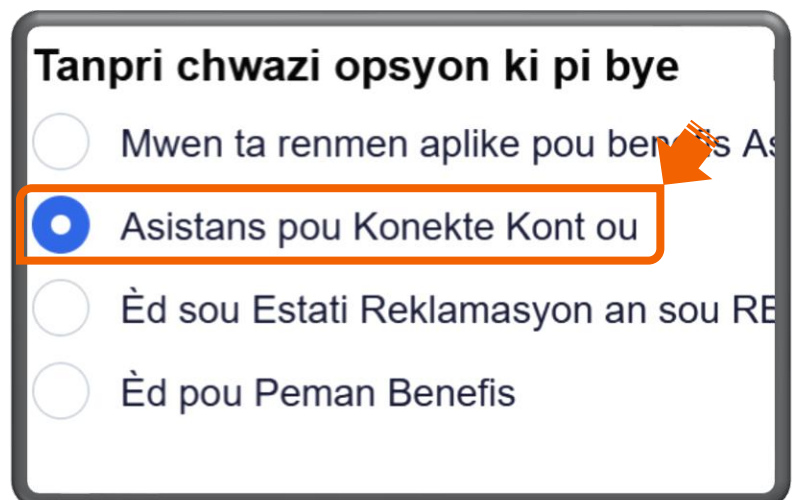 Tanpri chwazi opsyon ki pi bye
Mwen ta renmen aplike pou
Asistans pou Konekte Kont ou
Èd sou Estati Reklamasyon an sou
Èd pou Peman Benefis